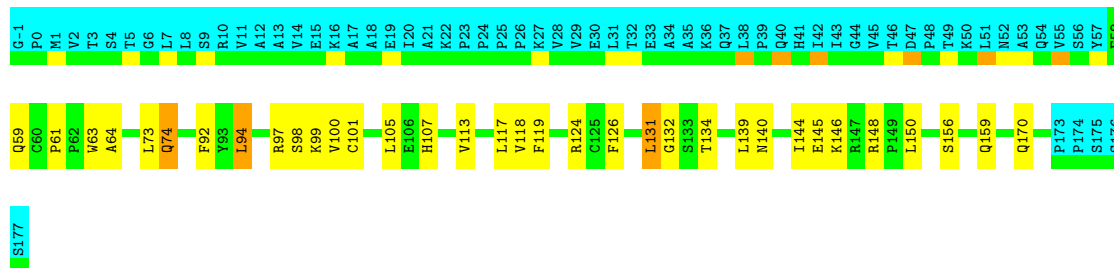 G-1 P0 M1 V2 T3 S4 T5 G6 L7 L8 S9 R10 V11 A12 A13 V14 E15 K16 A17 A18 E19 I20 A21 K22 P23 P24 P25 P26 K27 V28 V29 E30 L31 T32 E33 A34 A35 K36 Q37 L38 P39 Q40 H41 I42 I43 G44 V45 T46 D47 P48 T49 K50 L51 N52 A53 Q54 V55 S56 Y57
Q59 C60 P61 P62 W63 A64 L73 Q74 F92 Y93 L94 R97 S98 K99 V100 C101 L105 E106 H107 V113 L117 V118 F119 R124 C125 F126 L131 G132 S133 T134 L139 N140 I144 E145 K146 R147 R148 P149 L150 S156 Q159 Q170 P173 P174 S175
S177